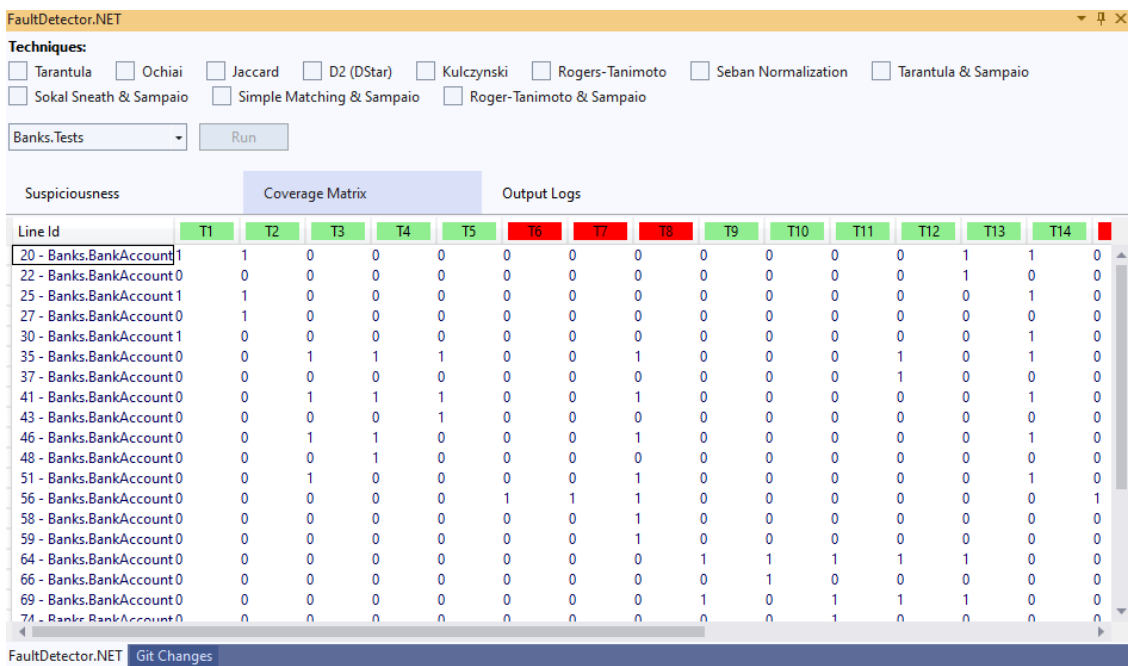 FaultDetector.NET
Techniques:
Tarantula Ochiai Jaccard D2 (DStar) Kulczynski Rogers-Tanimoto Seban Normalization Tarantula & Sampaio
Sokal Sneath & Sampaio Simple Matching & Sampaio Roger-Tanimoto & Sampaio
Banks.Tests Run
Suspiciousness Coverage Matrix Output Logs
Line Id T1 T2 T3 T4 T5 T6 T7 T8 T9 T10 T11 T12 T13 T14
20 - Banks.BankAccount 1 1 0 0 0 0 0 0 0 0 0 0 1 1 0
22 - Banks.BankAccount 0 0 0 0 0 0 0 0 0 0 0 0 1 0 0
25 - Banks.BankAccount 1 1 0 0 0 0 0 0 0 0 0 0 0 1 0
27 - Banks.BankAccount 0 1 0 0 0 0 0 0 0 0 0 0 0 0 0
30 - Banks.BankAccount 1 0 0 0 0 0 0 0 0 0 0 0 0 1 0
35 - Banks.BankAccount 0 0 1 1 1 0 0 1 0 0 0 1 0 1 0
37 - Banks.BankAccount 0 0 0 0 0 0 0 0 0 0 0 1 0 0 0
41 - Banks.BankAccount 0 0 1 1 1 0 0 1 0 0 0 0 0 1 0
43 - Banks.BankAccount 0 0 0 0 1 0 0 0 0 0 0 0 0 0 0
46 - Banks.BankAccount 0 0 1 1 0 0 0 1 0 0 0 0 0 1 0
48 - Banks.BankAccount 0 0 0 1 0 0 0 0 0 0 0 0 0 0 0
51 - Banks.BankAccount 0 0 1 0 0 0 0 1 0 0 0 0 0 1 0
56 - Banks.BankAccount 0 0 0 0 0 1 1 1 0 0 0 0 0 0 1
58 - Banks.BankAccount 0 0 0 0 0 0 0 1 0 0 0 0 0 0 0
59 - Banks.BankAccount 0 0 0 0 0 0 0 1 0 0 0 0 0 0 0
64 - Banks.BankAccount 0 0 0 0 0 0 0 0 1 1 1 1 1 0 0
66 - Banks.BankAccount 0 0 0 0 0 0 0 0 0 1 0 0 0 0 0
69 - Banks.BankAccount 0 0 0 0 0 0 0 0 1 0 1 1 1 0 0
74 - Banks.BankAccount 0 0 0 0 0 0 0 0 0 0 1 0 0 0 0
FaultDetector.NET Git Changes